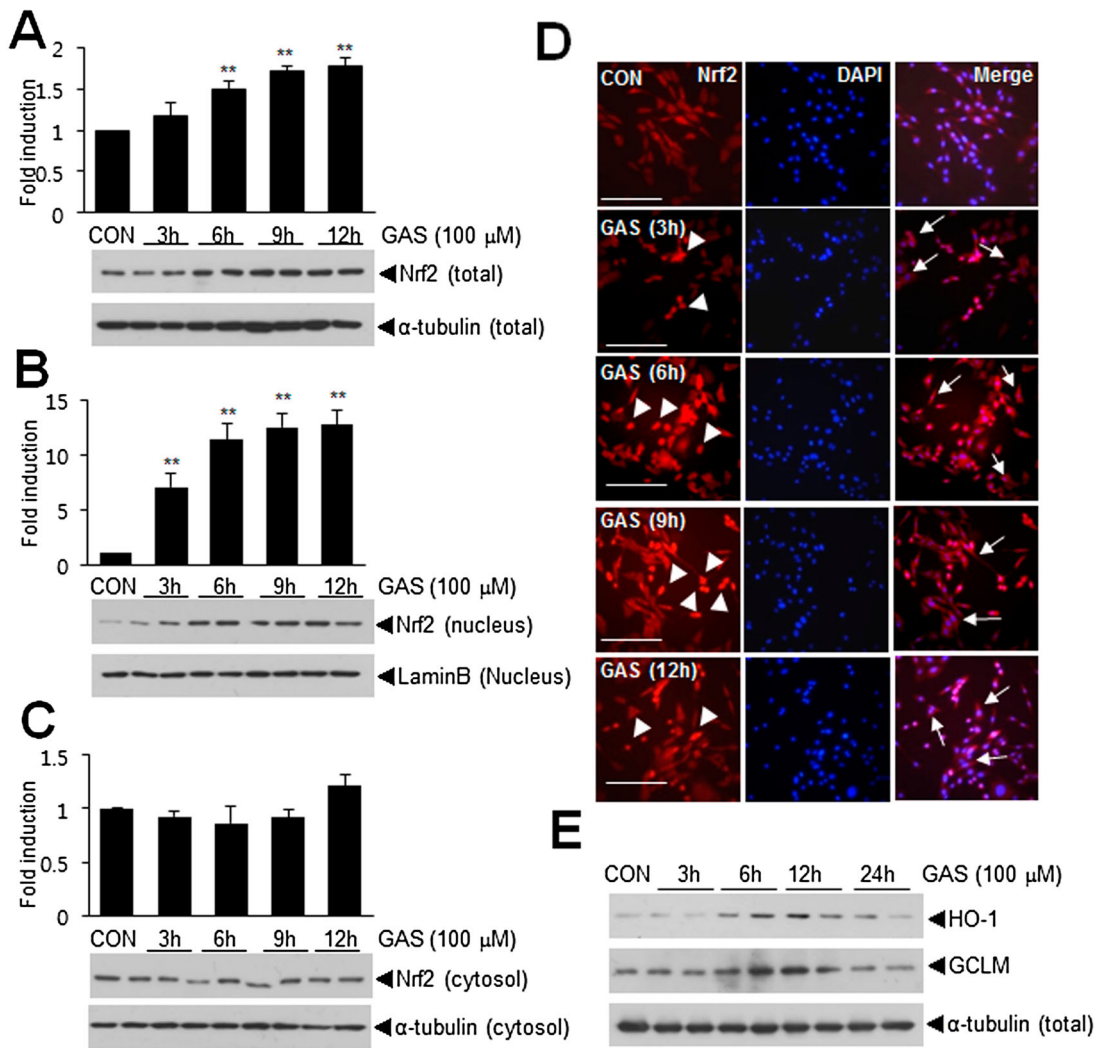 A
Fold induction
2
**
**
**
1.5
1
0.5
0
CON 3h 6h 9h 12h GAS (100 µM)
Nrf2 (total)
α-tubulin (total)
B
Fold induction
15
**
**
**
**
10
5
0
CON 3h 6h 9h 12h GAS (100 µM)
Nrf2 (nucleus)
LaminB (Nucleus)
C
Fold induction
1.5
1
0.5
0
CON 3h 6h 9h 12h GAS (100 µM)
Nrf2 (cytosol)
α-tubulin (cytosol)
D
CON Nrf2 DAPI Merge
GAS (3h)
GAS (6h)
GAS (9h)
GAS (12h)
E
CON 3h 6h 12h 24h GAS (100 µM)
HO-1
GCLM
α-tubulin (total)